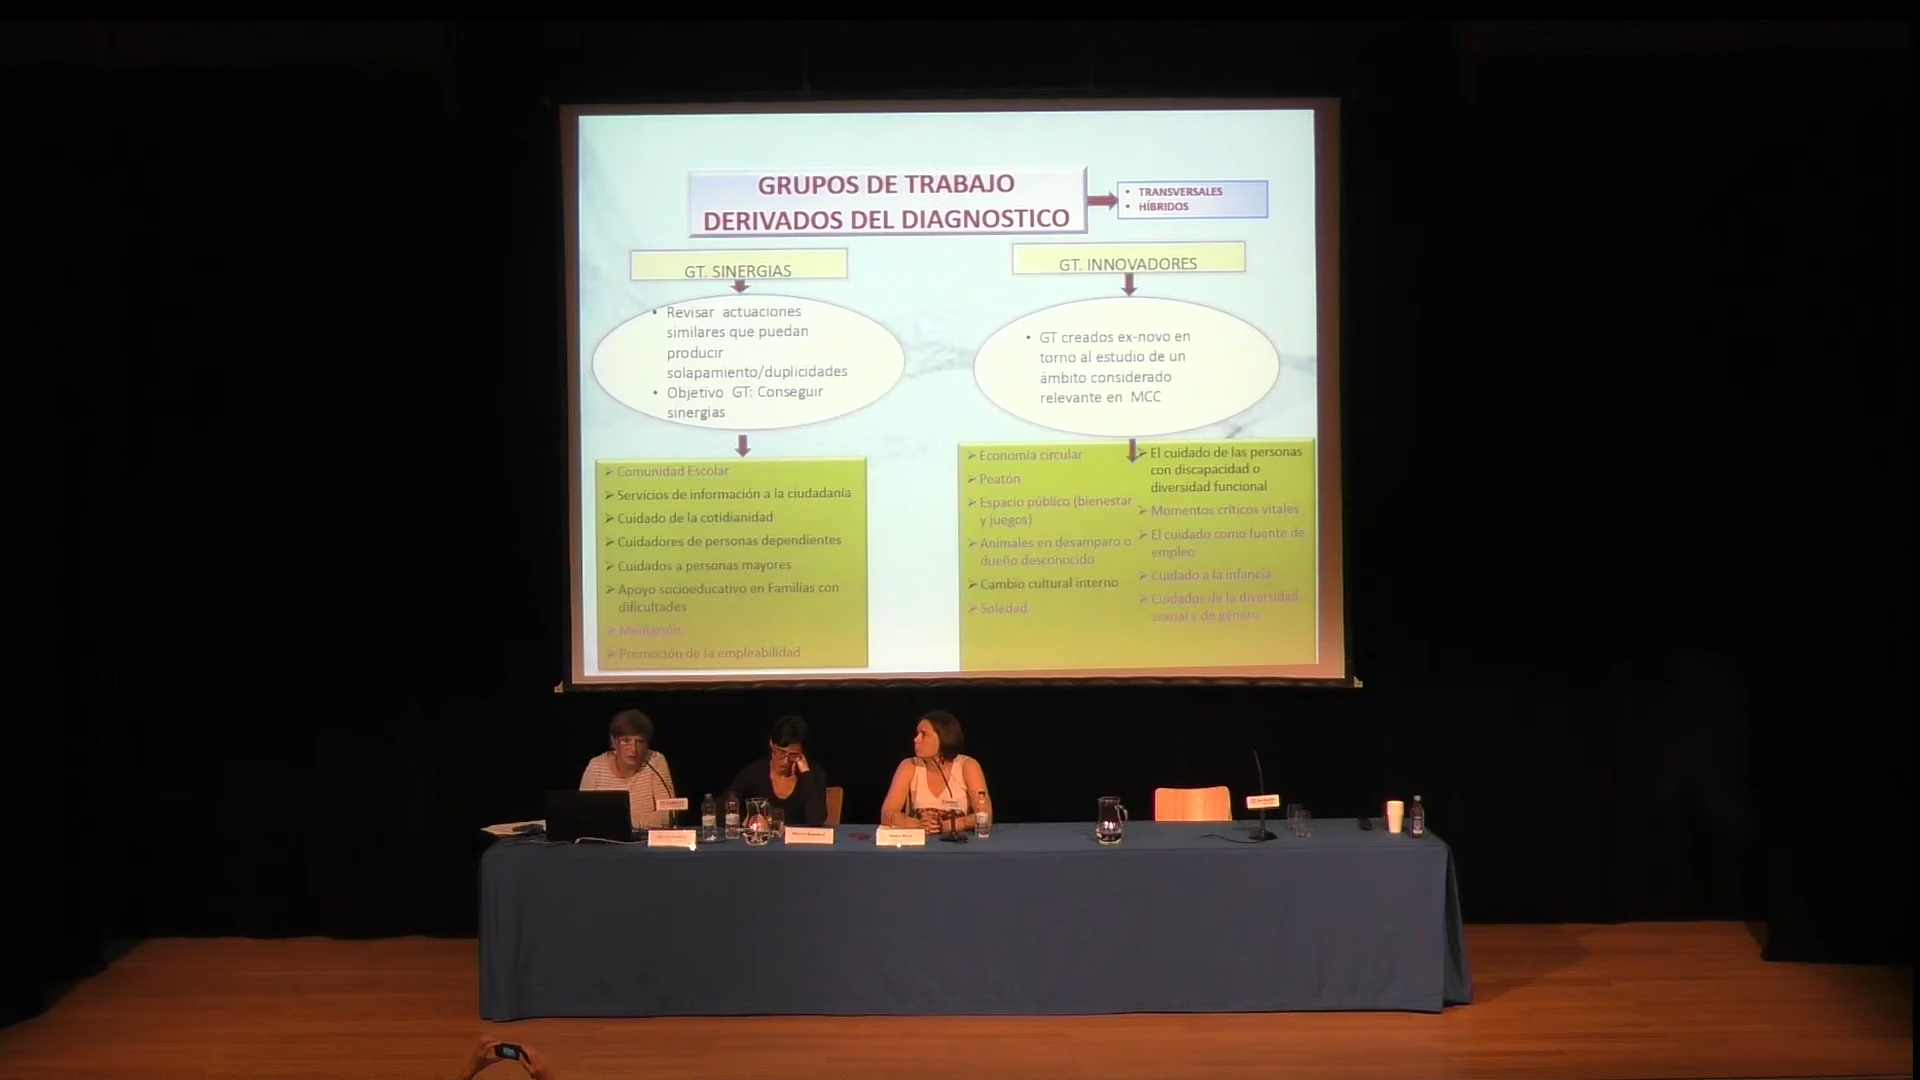 GRUPOS DE TRABAJO
DERIVADOS DEL DIAGNOSTICO
• TRANSVERSALES
• HÍBRIDOS
GT. SINERGIAS
• Revisar actuaciones
similares que puedan
producir
solapamiento/duplicidades
• Objetivo GT: Conseguir
sinergias
➢ Comunidad Escolar
➢ Servicios de información a la ciudadanía
➢ Cuidado de la cotidianidad
➢ Cuidadores de personas dependientes
➢ Cuidados a personas mayores
➢ Apoyo socioeducativo en Familias con
dificultades
➢ Mediación
➢ Promoción de la empleabilidad
GT. INNOVADORES
• GT creados ex-novo en
torno al estudio de un
ámbito considerado
relevante en MCC
➢ Economía circular
➢ Peatón
➢ Espacio público (bienestar
y juegos)
➢ Animales en desamparo o
dueño desconocido
➢ Cambio cultural interno
➢ Soledad
➢ El cuidado de las personas
con discapacidad o
diversidad funcional
➢ Momentos críticos vitales
➢ El cuidado como fuente de
empleo
➢ Cuidado a la infancia
➢ Cuidados de la diversidad
sexual y de género